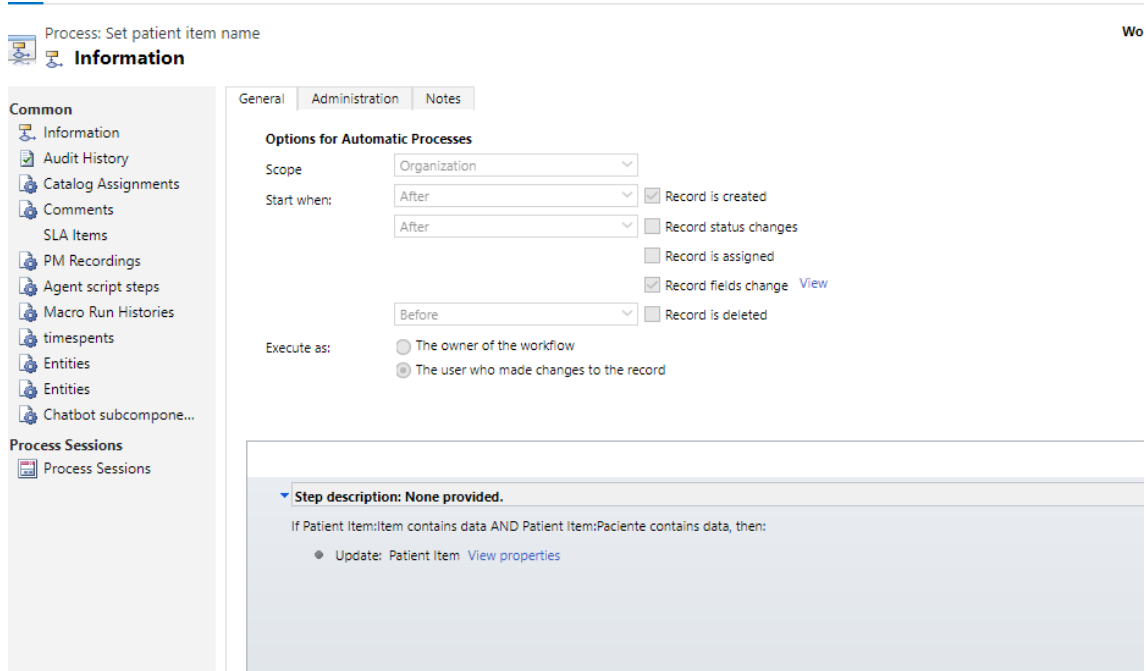 Process: Set patient item name
Information
Wo
Common
Information
Audit History
Catalog Assignments
Comments
SLA Items
PM Recordings
Agent script steps
Macro Run Histories
timespents
Entities
Entities
Chatbot subcompone...
Process Sessions
Process Sessions
General Administration Notes
Options for Automatic Processes
Scope Organization
Start when: After Record is created
After Record status changes
Record is assigned
Record fields change View
Before Record is deleted
Execute as: The owner of the workflow
The user who made changes to the record
Step description: None provided.
If Patient Item:Item contains data AND Patient Item:Paciente contains data, then:
Update: Patient Item View properties